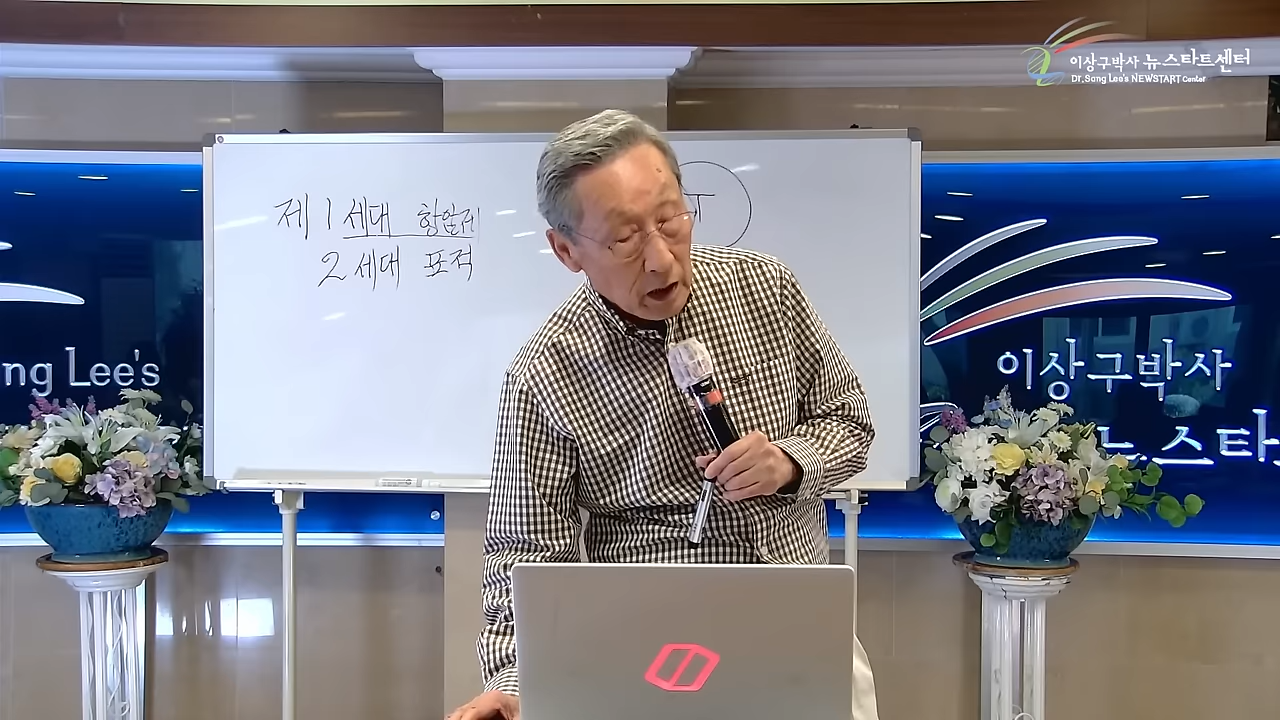 이상구박사 뉴스타트센터
Dr. Sang Lee's NEWSTART Center
제 1 세대 항암제
2 세대 표적
T
ng Lee's
이상구박사
뉴스타